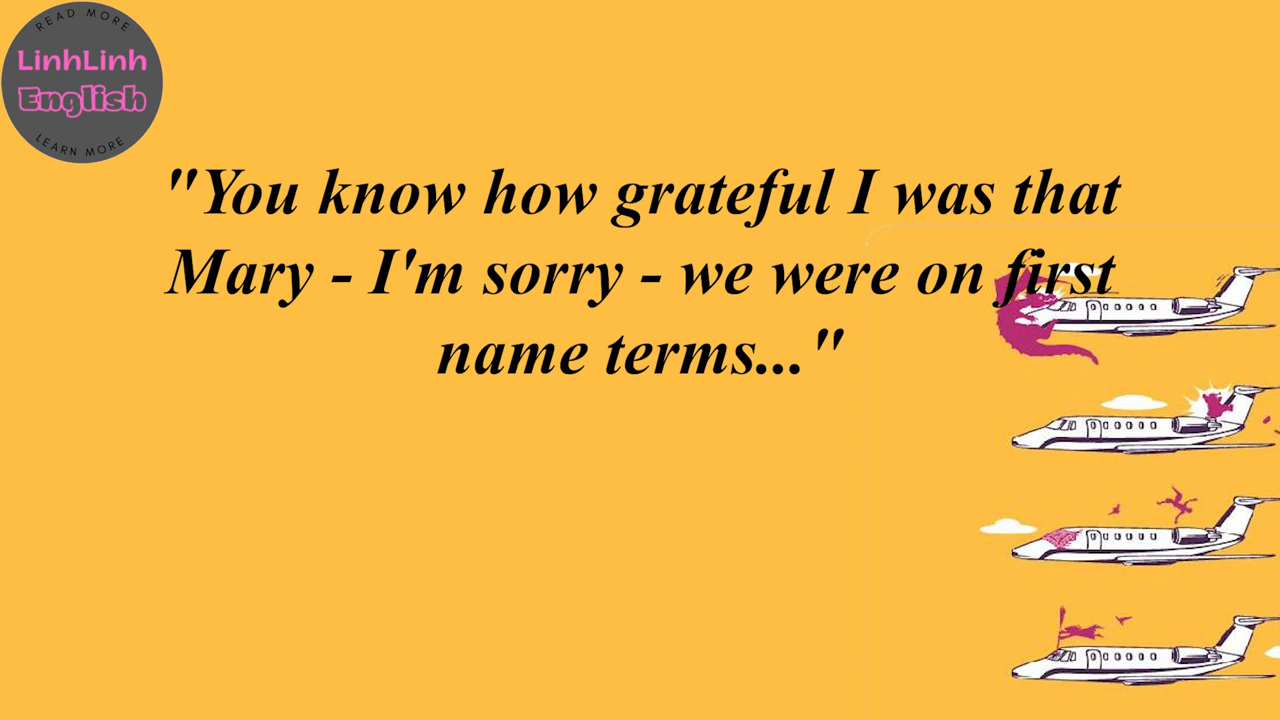 READ MORE
LinhLinh
English
LEARN MORE
"You know how grateful I was that
Mary - I'm sorry - we were on first
name terms..."